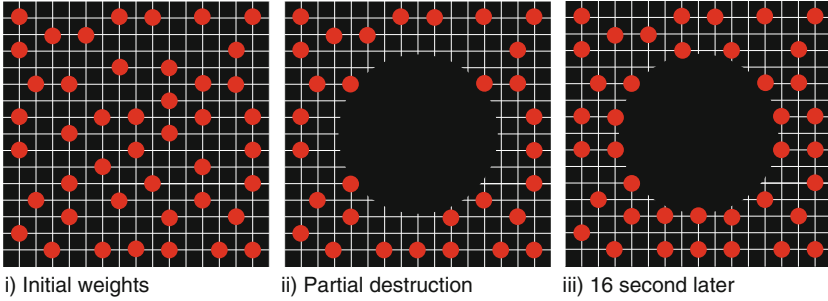 i) Initial weights
ii) Partial destruction
iii) 16 second later